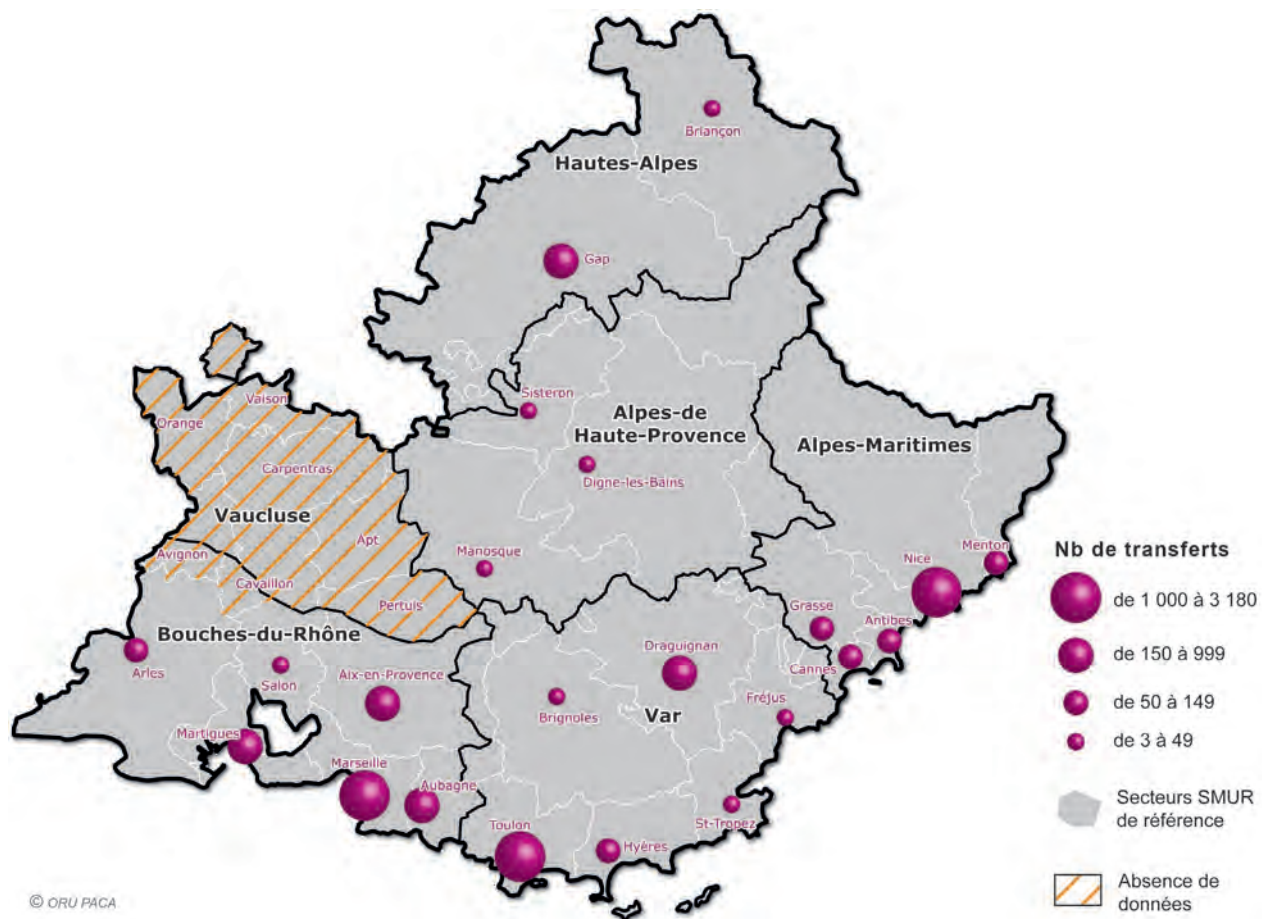 Briançon
Hautes-Alpes
Gap
Sisteron
Alpes-de
Haute-Provence
Digne-les-Bains
Manosque
Alpes-Maritimes
Vaison
Orange
Carpentras
Vaucluse
Apt
Avignon
Cavaillon
Pertuis
Nice
Menton
Grasse
Antibes
Cannes
Bouches-du-Rhône
Arles
Salon
Aix-en-Provence
Martigues
Marseille
Aubagne
Draguignan
Brignoles
Var
Fréjus
St-Tropez
Toulon
Hyères
Nb de transferts
de 1 000 à 3 180
de 150 à 999
de 50 à 149
de 3 à 49
Secteurs SMUR
de référence
Absence de
données
© ORU PACA